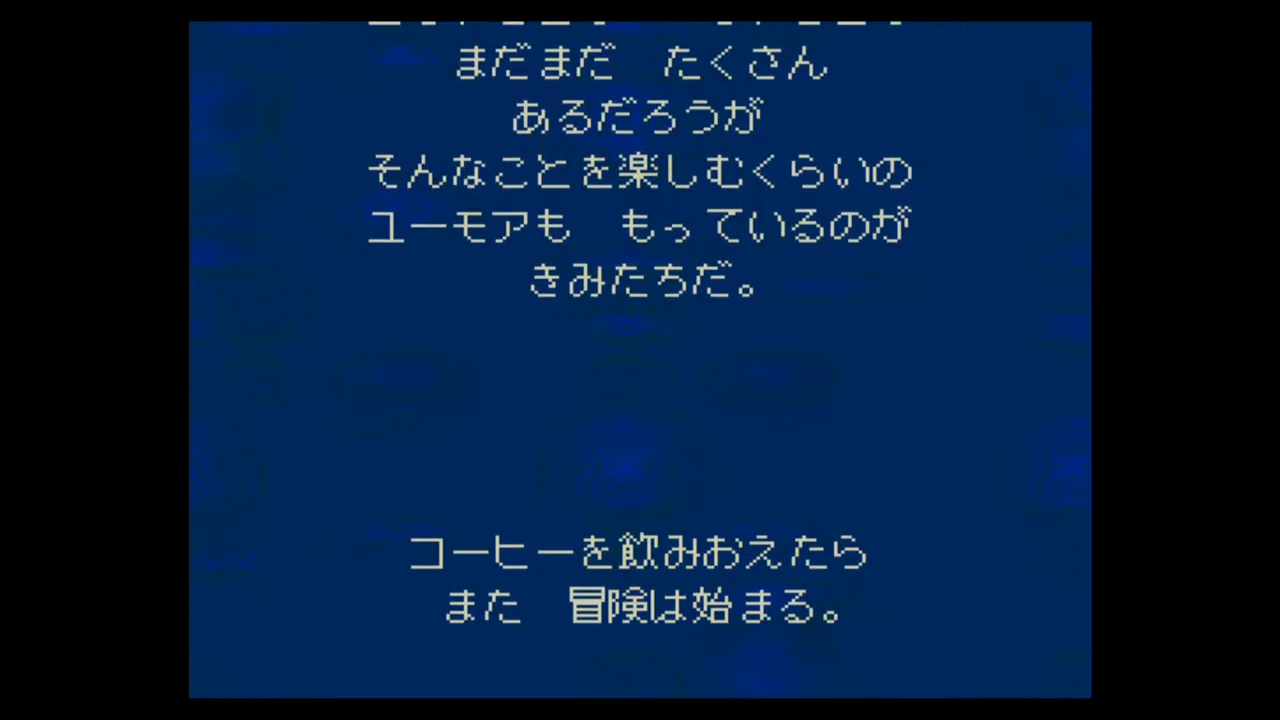 まだまだ　たくさん
あるだろうが
そんなことを楽しむくらいの
ユーモアも　もっているのが
きみたちだ。
コーヒーを飲みおえたら
また　冒険は始まる。